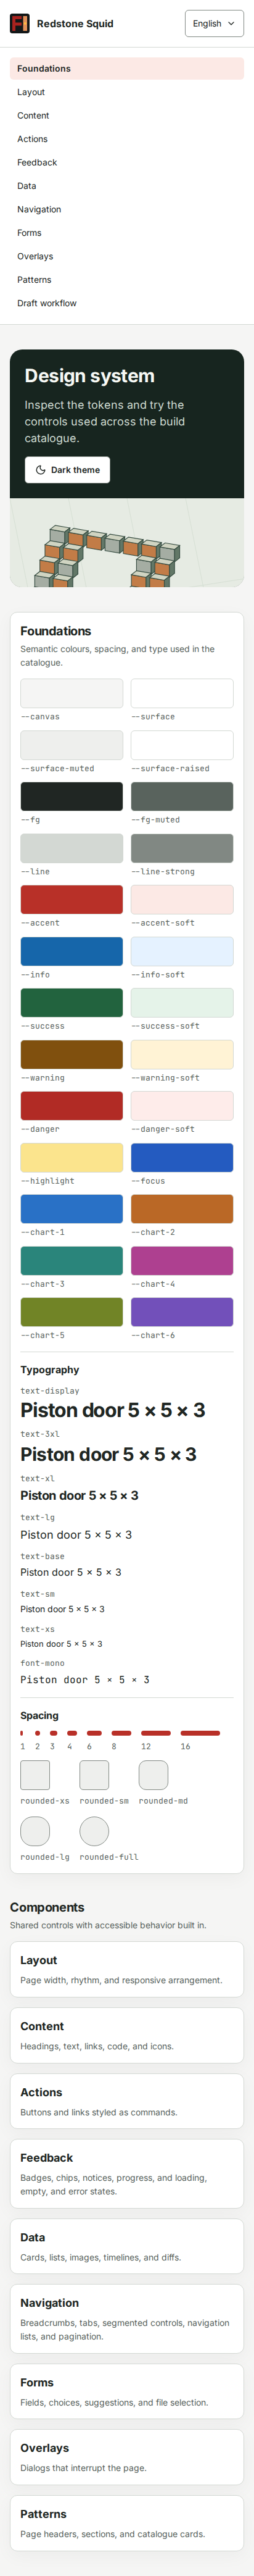 Redstone Squid
English
Foundations
Layout
Content
Actions
Feedback
Data
Navigation
Forms
Overlays
Patterns
Draft workflow
Design system
Inspect the tokens and try the
controls used across the build
catalogue.
Dark theme
Foundations
Semantic colours, spacing, and type used in the
catalogue.
--canvas
--surface
--surface-muted
--surface-raised
--fg
--fg-muted
--line
--line-strong
--accent
--accent-soft
--info
--info-soft
--success
--success-soft
--warning
--warning-soft
--danger
--danger-soft
--highlight
--focus
--chart-1
--chart-2
--chart-3
--chart-4
--chart-5
--chart-6
Typography
text-display
Piston door 5 × 5 × 3
text-3xl
Piston door 5 × 5 × 3
text-xl
Piston door 5 × 5 × 3
text-lg
Piston door 5 × 5 × 3
text-base
Piston door 5 × 5 × 3
text-sm
Piston door 5 × 5 × 3
text-xs
Piston door 5 × 5 × 3
font-mono
Piston door 5 × 5 × 3
Spacing
1 2 3 4 6 8 12 16
rounded-xs rounded-sm rounded-md
rounded-lg rounded-full
Components
Shared controls with accessible behavior built in.
Layout
Page width, rhythm, and responsive arrangement.
Content
Headings, text, links, code, and icons.
Actions
Buttons and links styled as commands.
Feedback
Badges, chips, notices, progress, and loading,
empty, and error states.
Data
Cards, lists, images, timelines, and diffs.
Navigation
Breadcrumbs, tabs, segmented controls, navigation
lists, and pagination.
Forms
Fields, choices, suggestions, and file selection.
Overlays
Dialogs that interrupt the page.
Patterns
Page headers, sections, and catalogue cards.